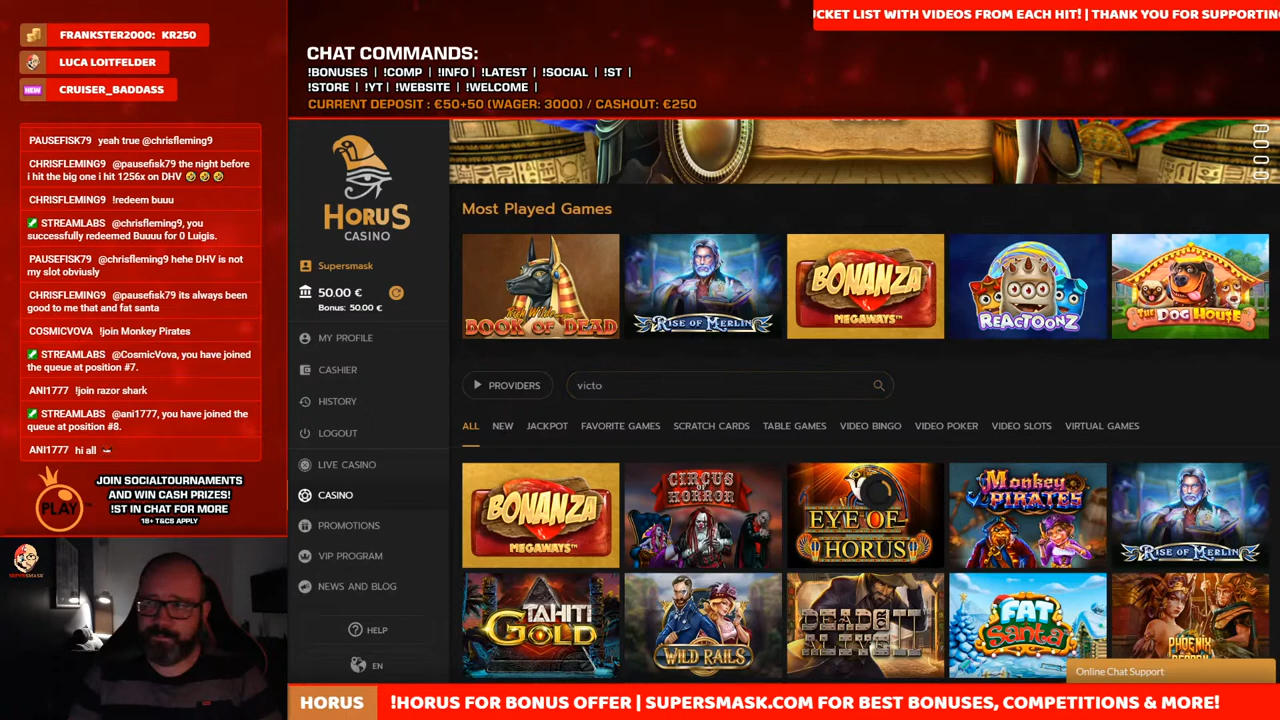 FRANKSTER2000: KR250
LUCA LOITFELDER
NEW
CRUISER_BADDASS
PAUSEFISK79 yeah true @chrisfleming9
CHRISFLEMING9 @pausefisk79 the night before
i hit the big one i hit 1256x on DHV 🤣 🤣 🤣
CHRISFLEMING9 !redeem buuu
STREAMLABS @chrisfleming9, you
successfully redeemed Buuuu for 0 Luigis.
PAUSEFISK79 @chrisfleming9 hehe DHV is not
my slot obviusly
CHRISFLEMING9 @pausefisk79 its always been
good to me that and fat santa
COSMICVOVA !join Monkey Pirates
STREAMLABS @CosmicVova, you have joined
the queue at position #7.
ANI1777 !join razor shark
STREAMLABS @ani1777, you have joined the
queue at position #8.
ANI1777 hi all
PLAY
JOIN SOCIALTOURNAMENTS
AND WIN CASH PRIZES!
!ST IN CHAT FOR MORE
18+ T&CS APPLY
SUPERSMASK
UCKET LIST WITH VIDEOS FROM EACH HIT! | THANK YOU FOR SUPPORTIN
CHAT COMMANDS:
!BONUSES | !COMP | !INFO | !LATEST | !SOCIAL | !ST |
!STORE | !YT | !WEBSITE | !WELCOME |
CURRENT DEPOSIT : €50+50 (WAGER: 3000) / CASHOUT: €250
HORUS
CASINO
Supersmask
50.00 €
Bonus: 50.00 €
MY PROFILE
CASHIER
HISTORY
LOGOUT
LIVE CASINO
CASINO
PROMOTIONS
VIP PROGRAM
NEWS AND BLOG
HELP
EN
Most Played Games
Rich Wilde
BOOK OF DEAD
RISE OF MERLIN
BONANZA
MEGAWAYS™
REACTOONZ
THE DOG HOUSE
PROVIDERS
victo
ALL NEW JACKPOT FAVORITE GAMES SCRATCH CARDS TABLE GAMES VIDEO BINGO VIDEO POKER VIDEO SLOTS VIRTUAL GAMES
BONANZA
MEGAWAYS™
CIRCUS OF HORROR
EYE OF HORUS
MONKEY PIRATES
RISE OF MERLIN
TAHITI GOLD
WILD RAILS
DEAD OR ALIVE II
FAT SANTA
PHOENIX
Online Chat Support
HORUS !HORUS FOR BONUS OFFER | SUPERSMASK.COM FOR BEST BONUSES, COMPETITIONS & MORE!